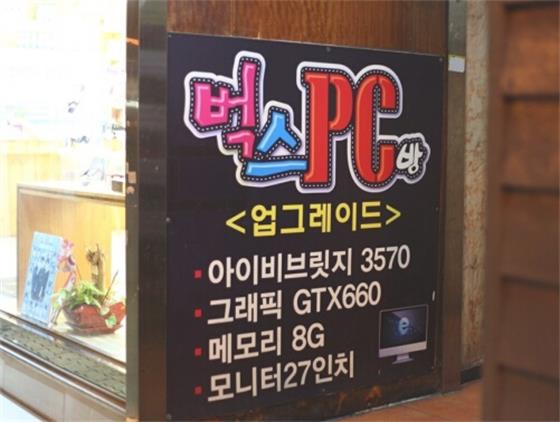 벅스PC방
<업그레이드>
▪아이비브릿지 3570
▪그래픽 GTX660
▪메모리 8G
▪모니터27인치